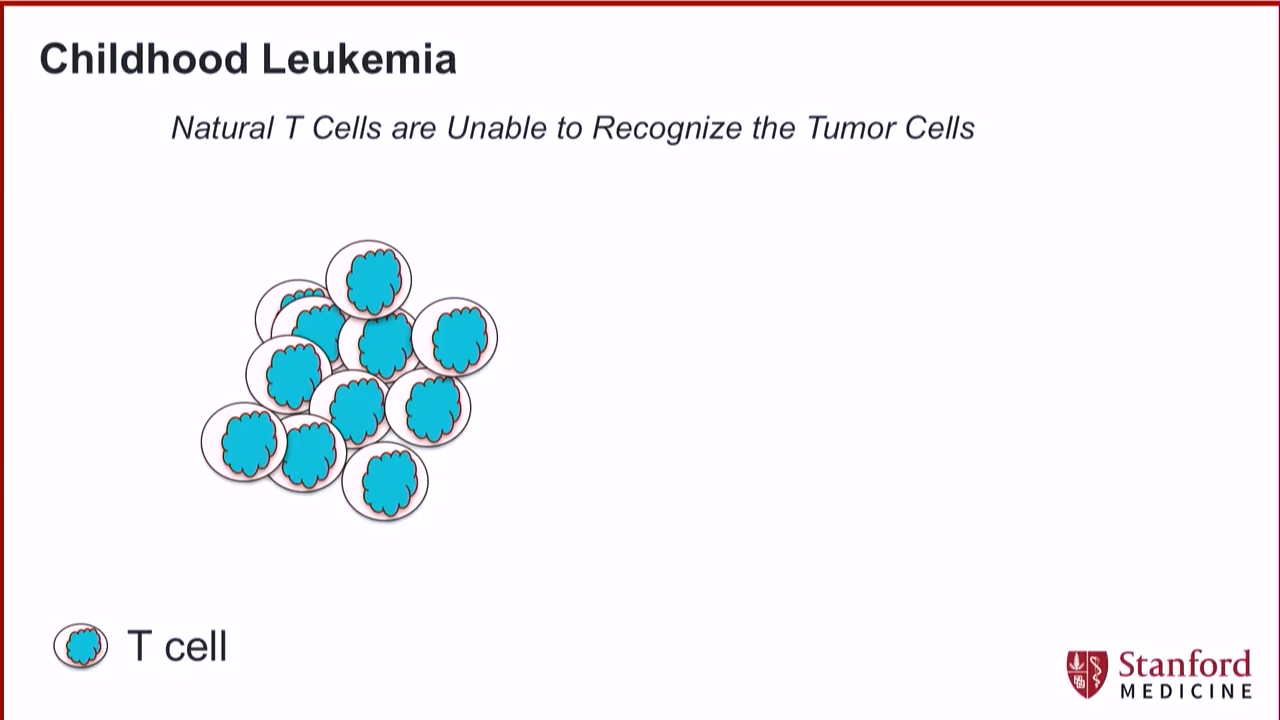 Childhood Leukemia
Natural T Cells are Unable to Recognize the Tumor Cells
T cell
Stanford
MEDICINE